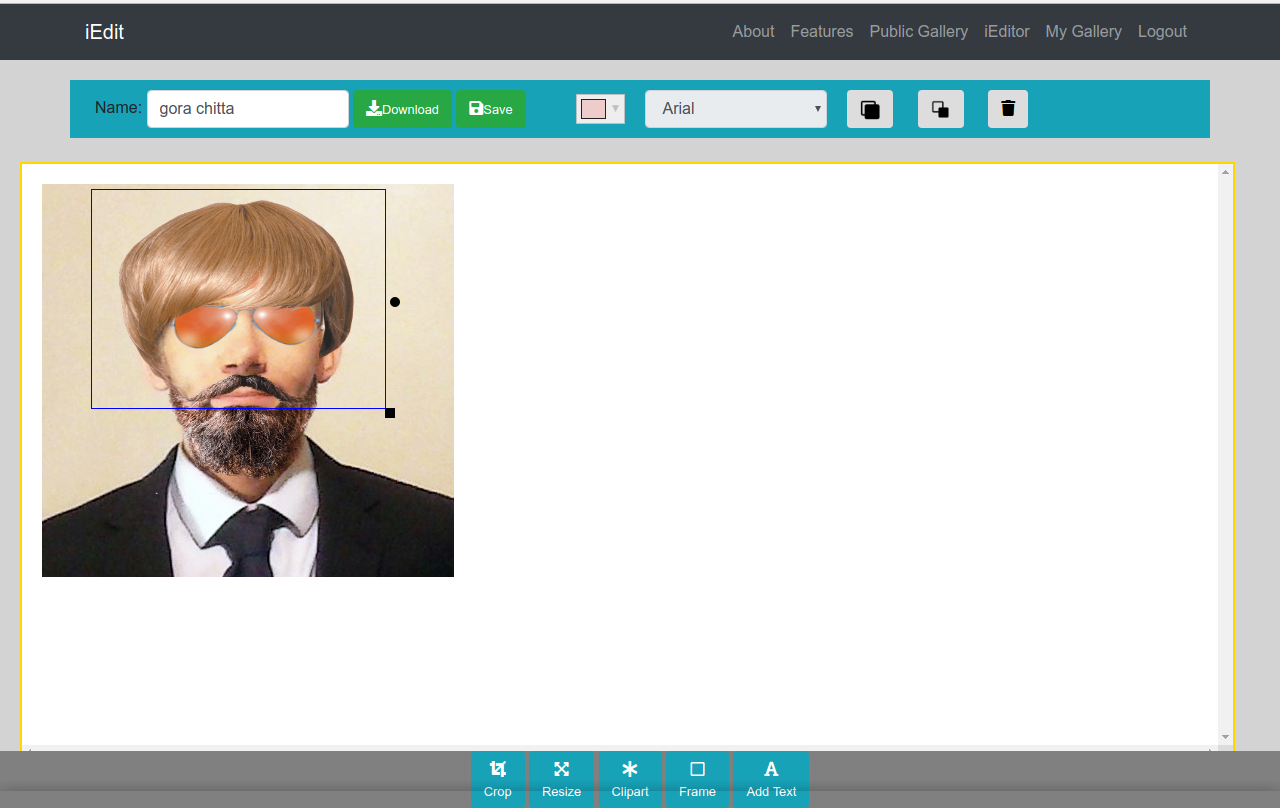 iEdit
About Features Public Gallery iEditor My Gallery Logout
Name: gora chitta Download Save Arial
Crop Resize Clipart Frame Add Text